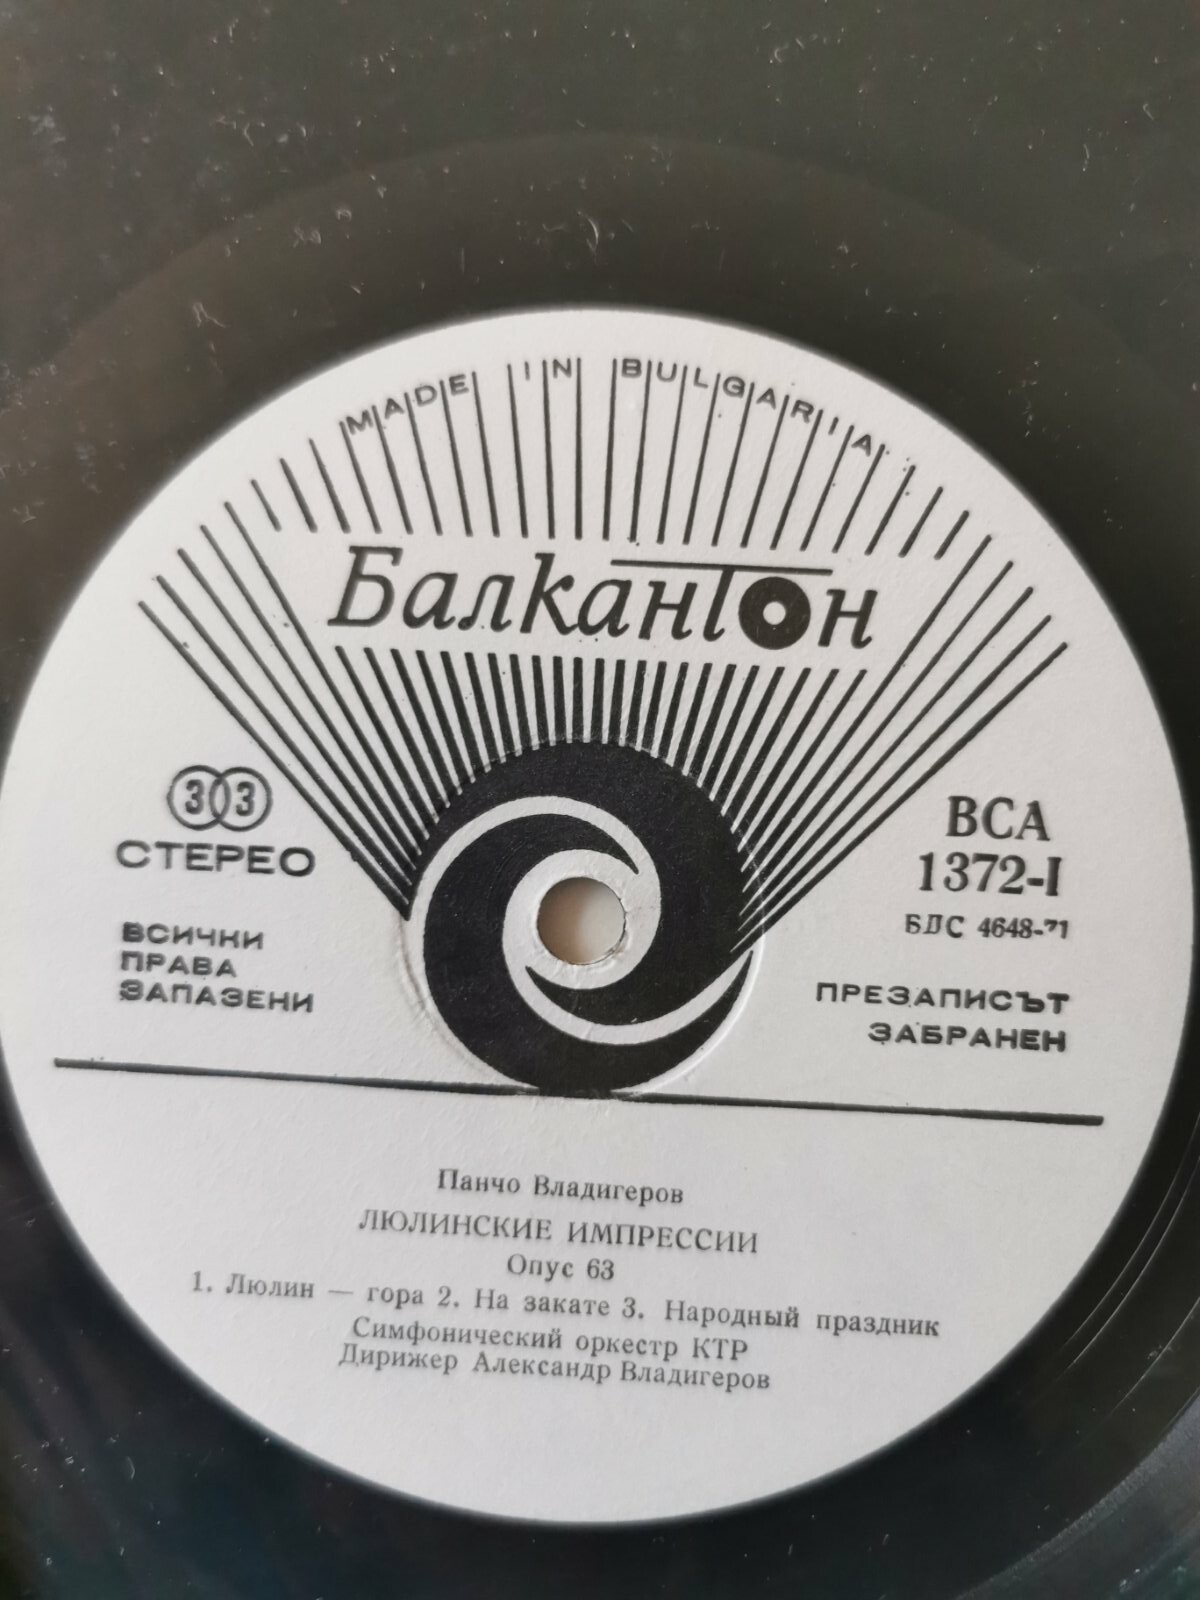 MADE IN BULGARIA
Балкантон
33
СТЕРЕО
ВСИЧКИ
ПРАВА
ЗАПАЗЕНИ
ВСА
1372-I
БДС 4648-71
ПРЕЗАПИСЪТ
ЗАБРАНЕН
Панчо Владигеров
ЛЮЛИНСКИЕ ИМПРЕССИИ
Опус 63
1. Люлин — гора 2. На закате 3. Народный праздник
Симфонический оркестр КТР
Дирижер Александр Владигеров